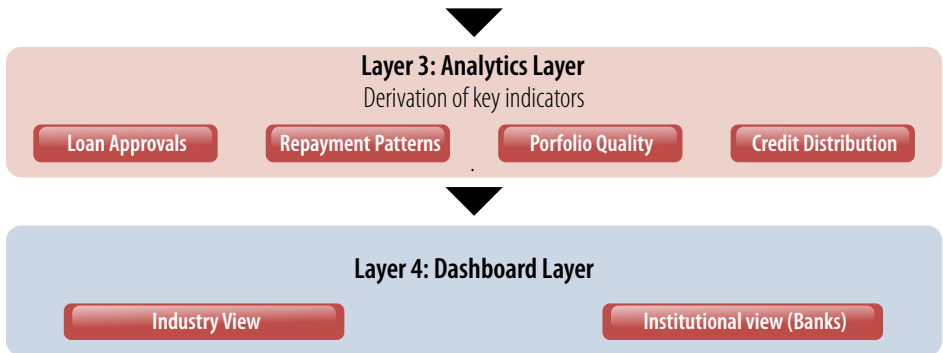 Layer 3: Analytics Layer
Derivation of key indicators
Loan Approvals
Repayment Patterns
Porfolio Quality
Credit Distribution
.
Layer 4: Dashboard Layer
Industry View
Institutional view (Banks)